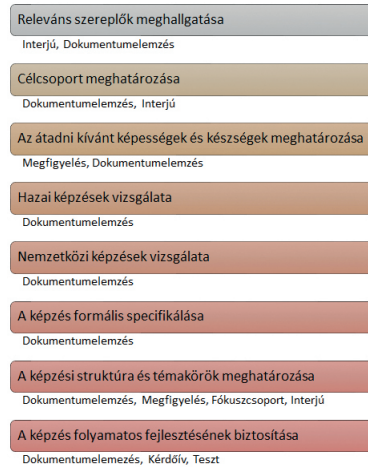 Releváns szereplők meghallgatása
Interjú, Dokumentumelemzés
Célcsoport meghatározása
Dokumentumelemzés, Interjú
Az átadni kívánt képességek és készségek meghatározása
Megfigyelés, Dokumentumelemzés
Hazai képzések vizsgálata
Dokumentumelemzés
Nemzetközi képzések vizsgálata
Dokumentumelemzés
A képzés formális specifikálása
Dokumentumelemzés
A képzési struktúra és témakörök meghatározása
Dokumentumelemzés, Megfigyelés, Fókuszcsoport, Interjú
A képzés folyamatos fejlesztésének biztosítása
Dokumentumelemezés, Kérdőív, Teszt